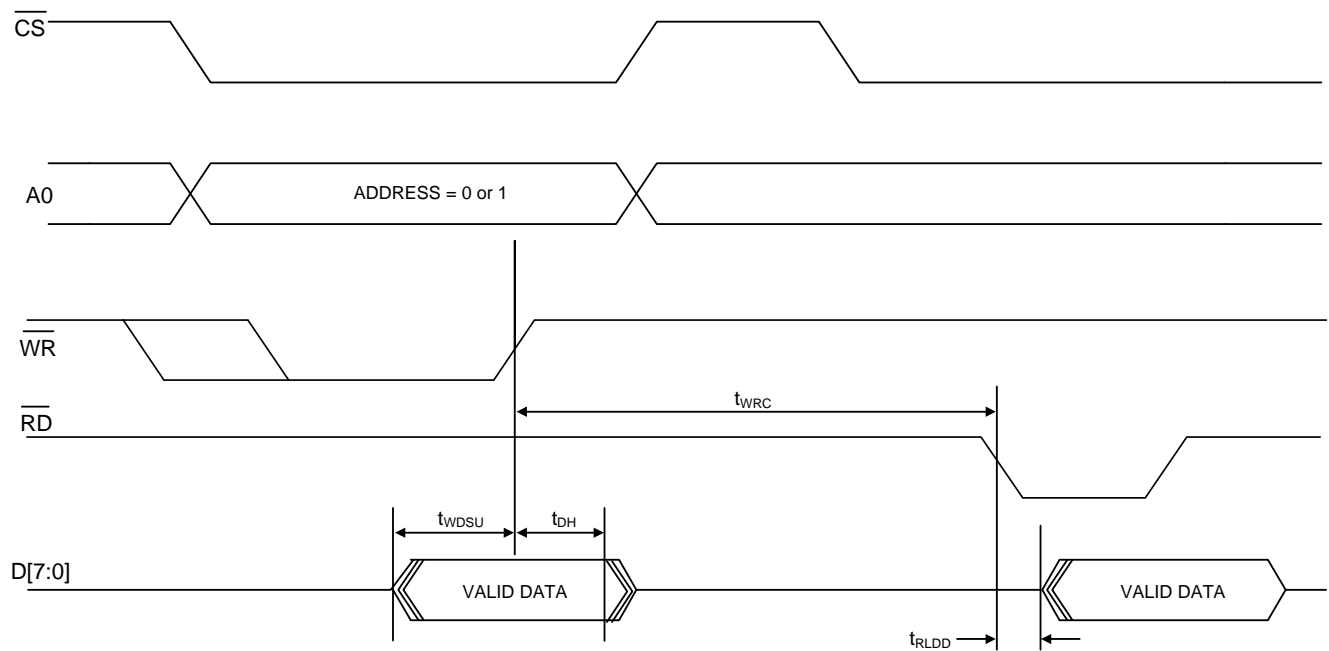 CS
A0
ADDRESS = 0 or 1
WR
tWRC
RD
tWDSU
tDH
D[7:0]
VALID DATA
VALID DATA
tRLDD